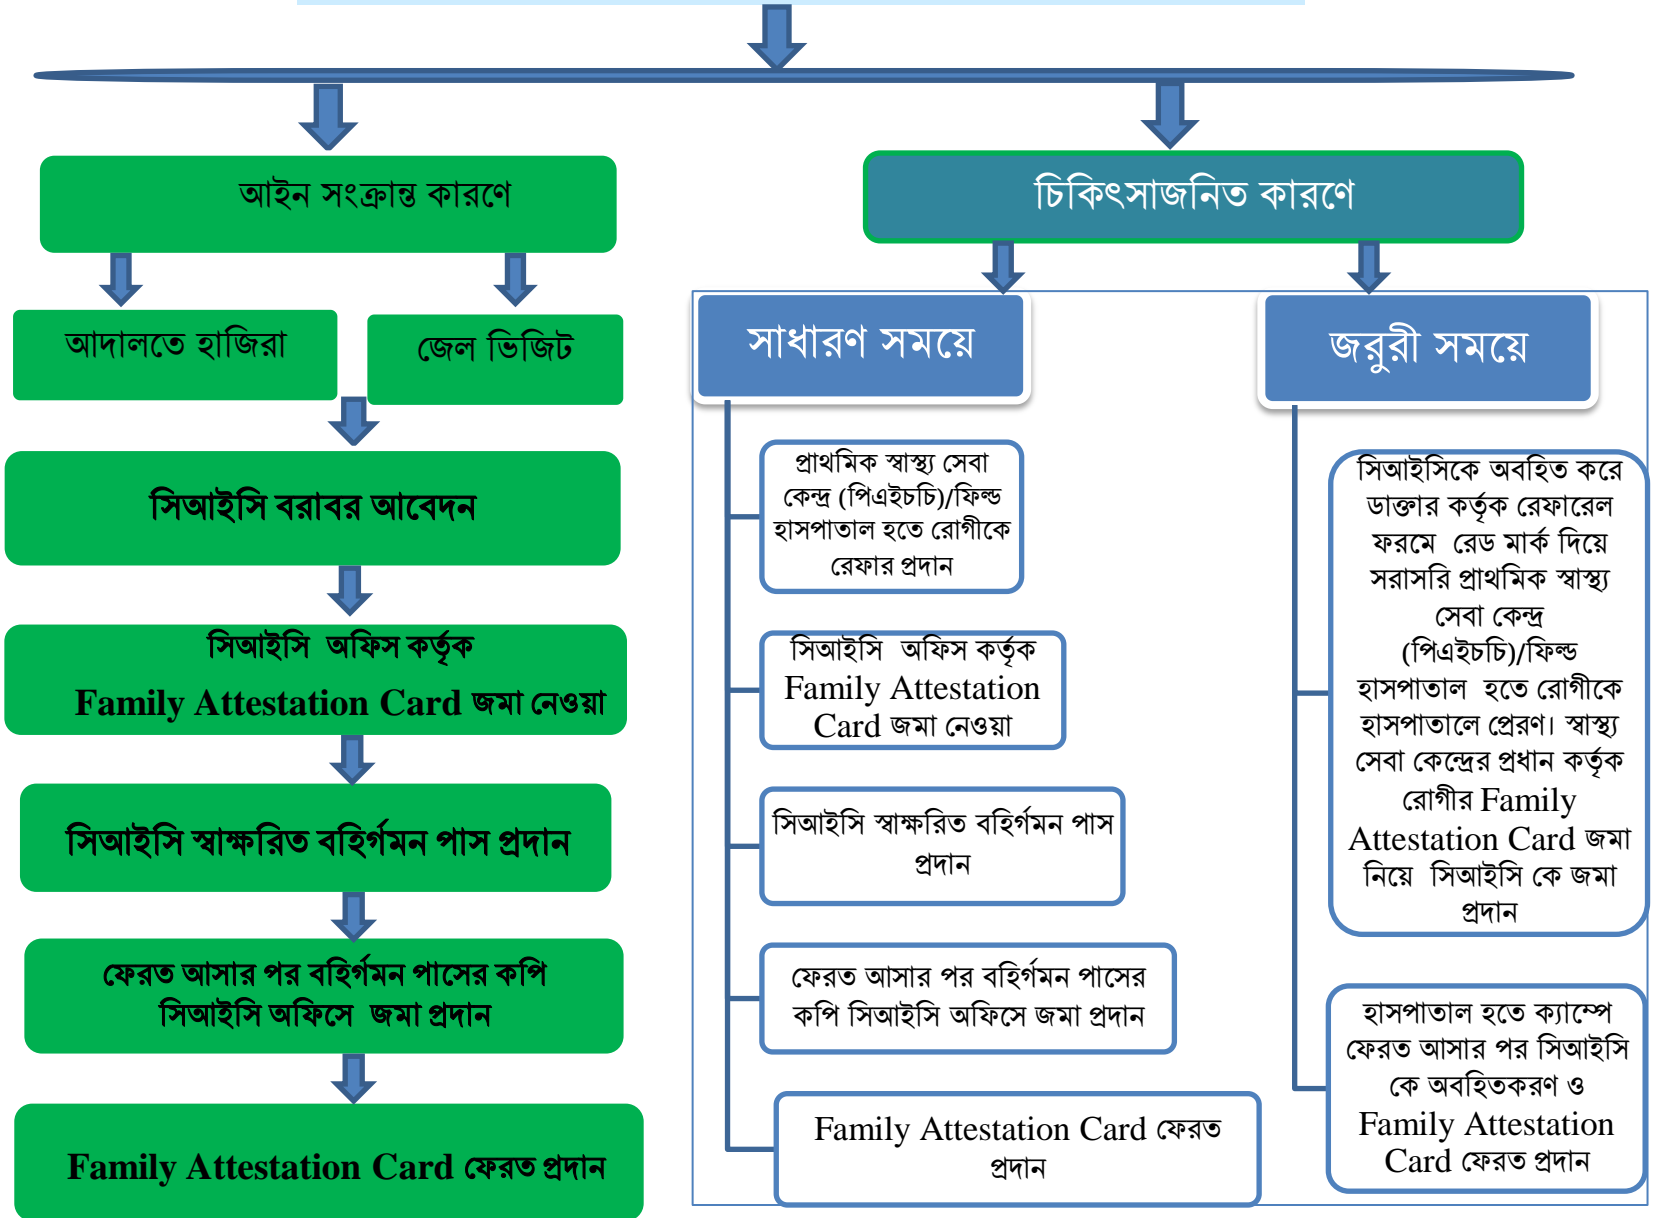 আইন সংক্রান্ত কারণে
আদালতে হাজিরা
জেল ভিজিট
সিআইসি বরাবর আবেদন
সিআইসি অফিস কর্তৃক
Family Attestation Card জমা নেওয়া
সিআইসি স্বাক্ষরিত বহির্গমন পাস প্রদান
ফেরত আসার পর বহির্গমন পাসের কপি
সিআইসি অফিসে জমা প্রদান
Family Attestation Card ফেরত প্রদান
চিকিৎসাজনিত কারণে
সাধারণ সময়ে
প্রাথমিক স্বাস্থ্য সেবা
কেন্দ্র (পিএইচচি)/ফিল্ড
হাসপাতাল হতে রোগীকে
রেফার প্রদান
সিআইসি অফিস কর্তৃক
Family Attestation
Card জমা নেওয়া
সিআইসি স্বাক্ষরিত বহির্গমন পাস
প্রদান
ফেরত আসার পর বহির্গমন পাসের
কপি সিআইসি অফিসে জমা প্রদান
Family Attestation Card ফেরত
প্রদান
জরুরী সময়ে
সিআইসিকে অবহিত করে
ডাক্তার কর্তৃক রেফারেল
ফরমে রেড মার্ক দিয়ে
সরাসরি প্রাথমিক স্বাস্থ্য
সেবা কেন্দ্র
(পিএইচচি)/ফিল্ড
হাসপাতাল হতে রোগীকে
হাসপাতালে প্রেরণ। স্বাস্থ্য
সেবা কেন্দ্রের প্রধান কর্তৃক
রোগীর Family
Attestation Card জমা
নিয়ে সিআইসি কে জমা
প্রদান
হাসপাতাল হতে ক্যাম্পে
ফেরত আসার পর সিআইসি
কে অবহিতকরণ ও
Family Attestation
Card ফেরত প্রদান